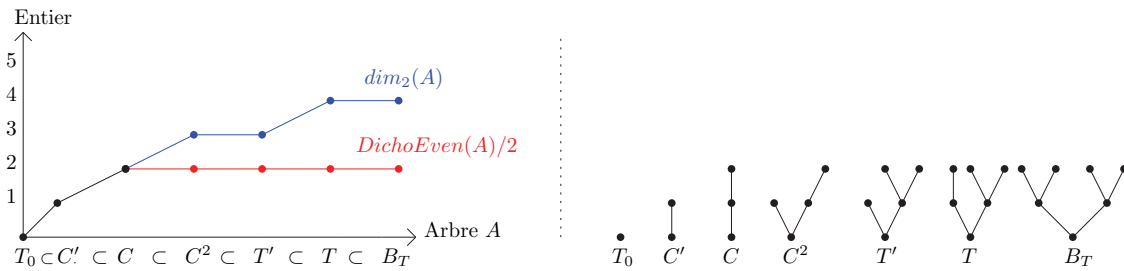 Entier
5
4
3
2
1
dim₂(A)
DichoEven(A)/2
Arbre A
T₀ ⊂ C′ ⊂ C ⊂ C² ⊂ T′ ⊂ T ⊂ B_T
T₀ C′ C C² T′ T B_T